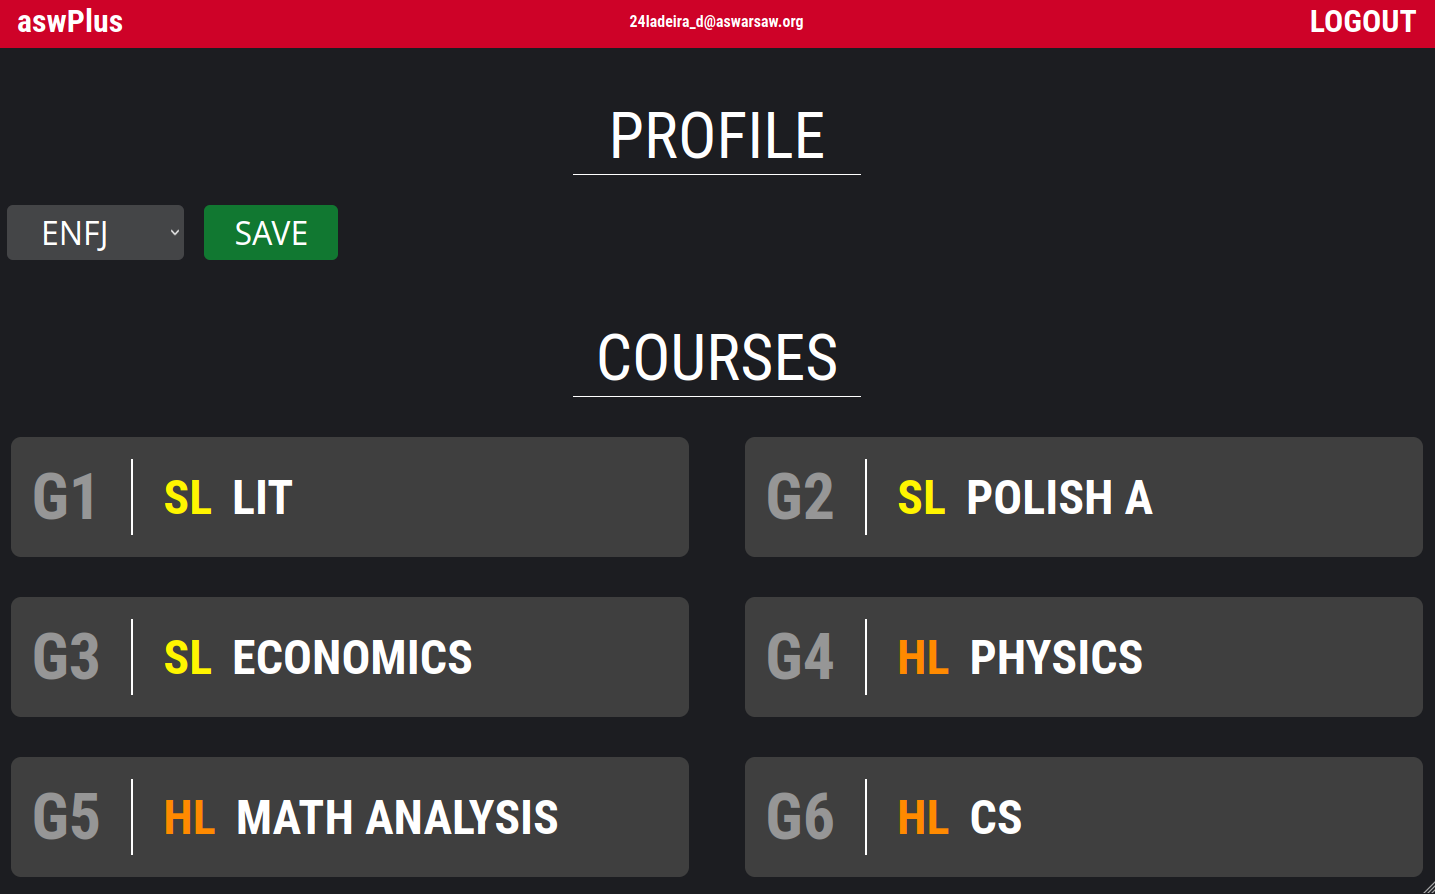 aswPlus 24ladeira_d@aswarsaw.org LOGOUT
PROFILE
ENFJ SAVE
COURSES
G1 SL LIT
G2 SL POLISH A
G3 SL ECONOMICS
G4 HL PHYSICS
G5 HL MATH ANALYSIS
G6 HL CS